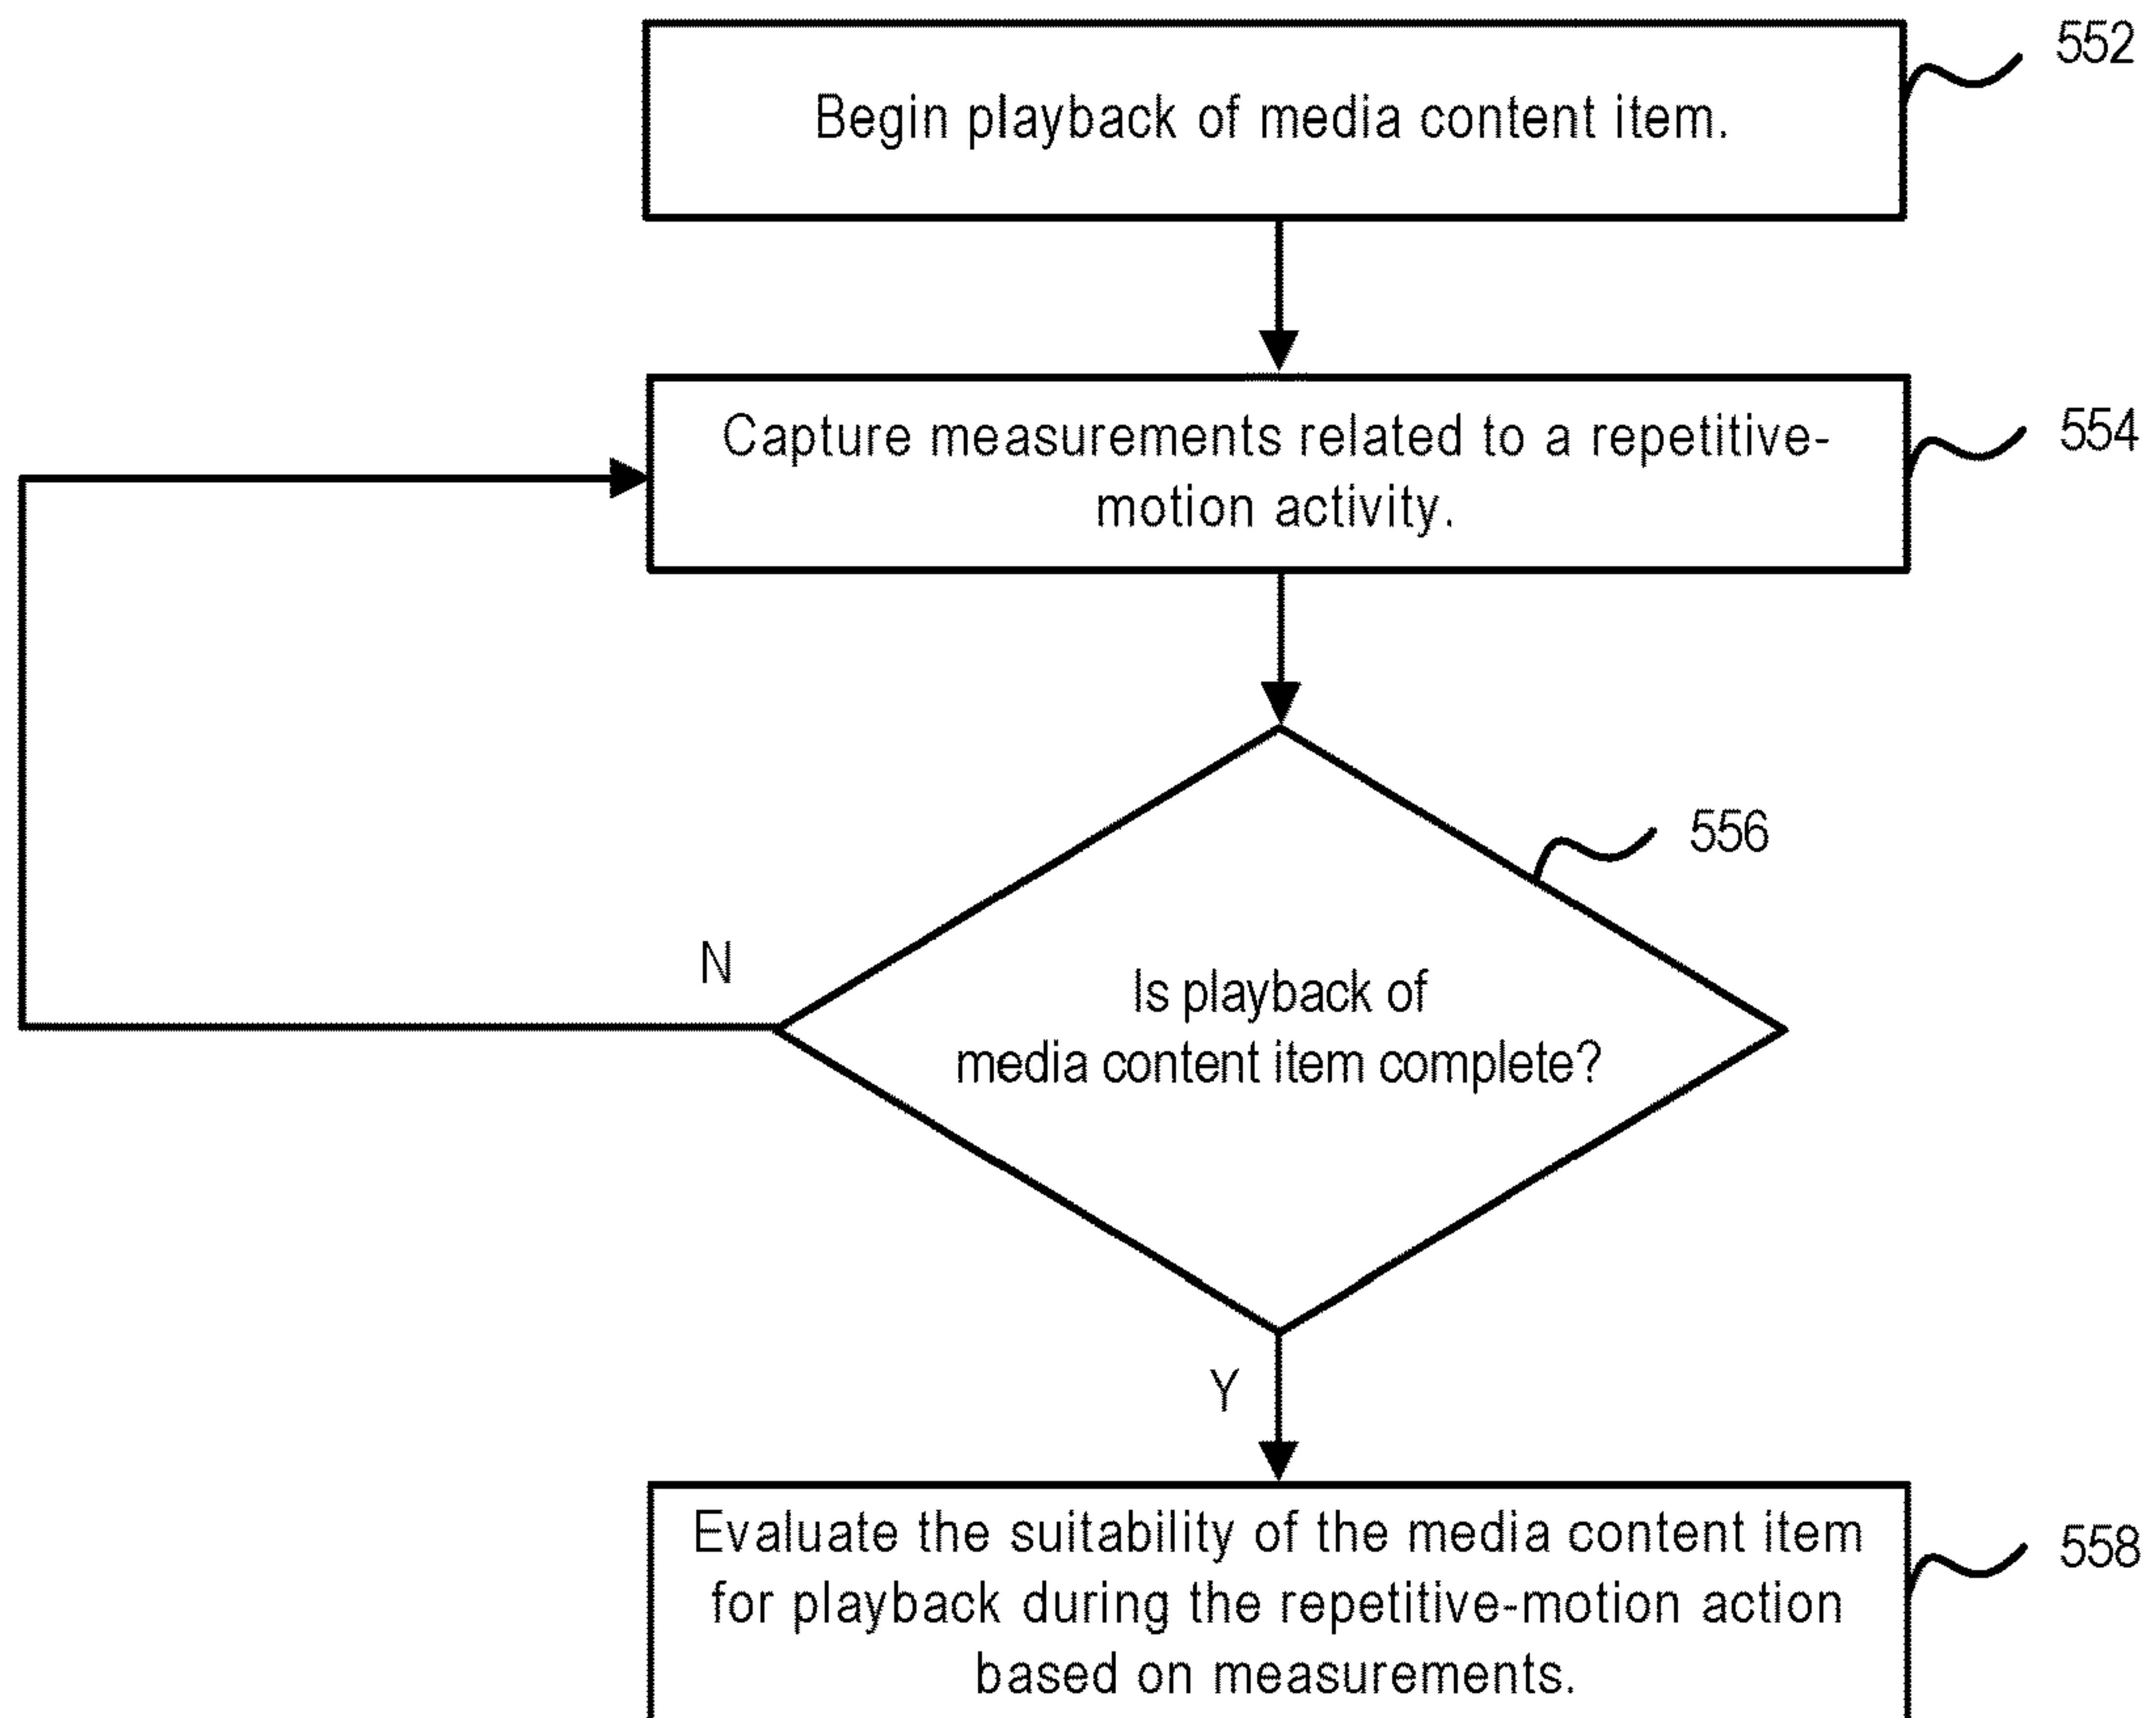 552
Begin playback of media content item.
554
Capture measurements related to a repetitive-
motion activity.
556
N
Is playback of
media content item complete?
Y
Evaluate the suitability of the media content item
558
for playback during the repetitive-motion action
based on measurements.